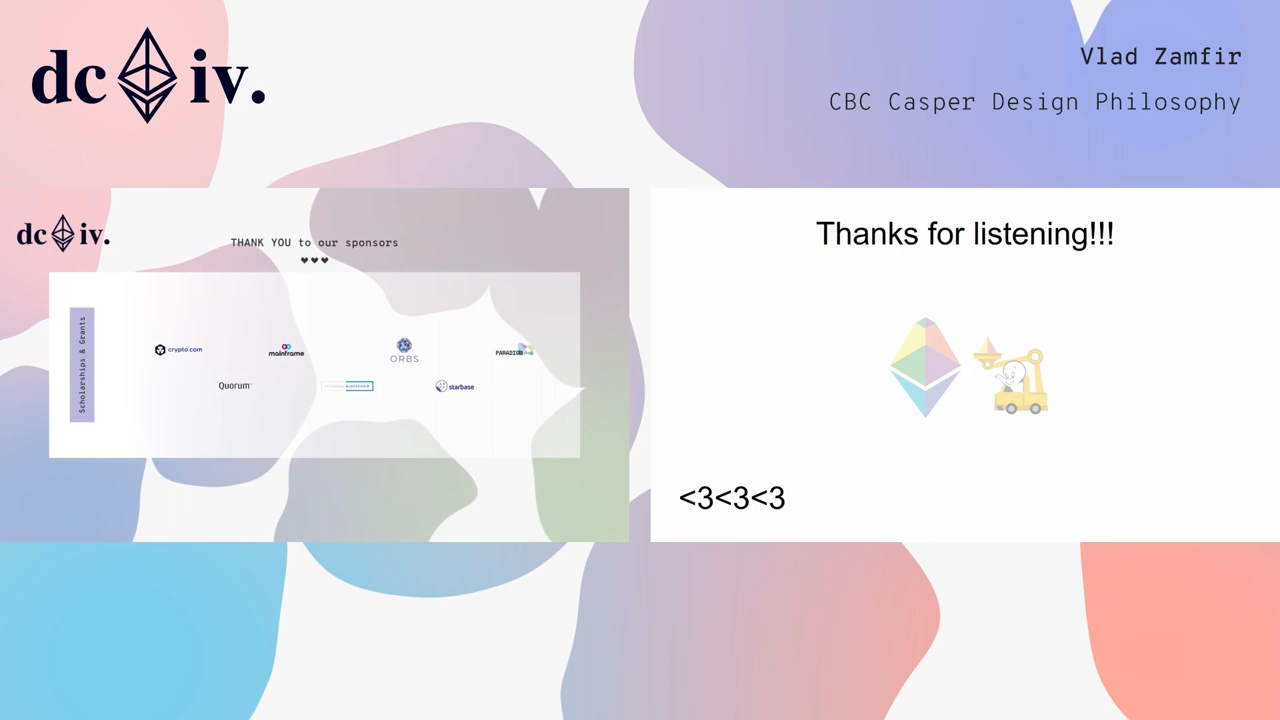 dc iv.
Vlad Zamfir
CBC Casper Design Philosophy
dc iv.
THANK YOU to our sponsors
♥♥♥
Scholarships & Grants
crypto.com
mainframe
ORBS
PARADIGM
Quorum
starbase
Thanks for listening!!!
<3<3<3